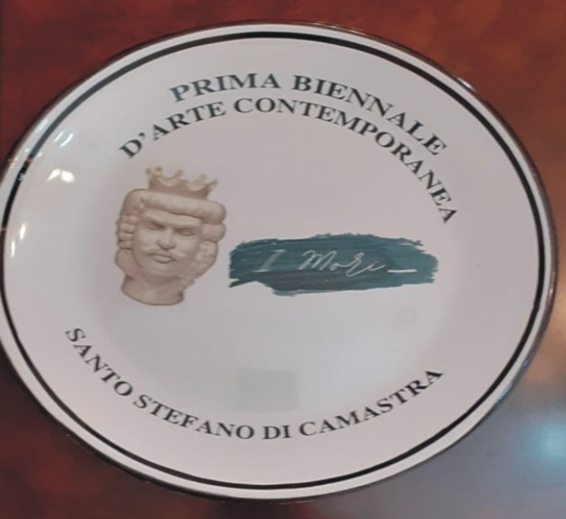 PRIMA BIENNALE
D'ARTE CONTEMPORANEA
I Mori
SANTO STEFANO DI CAMASTRA